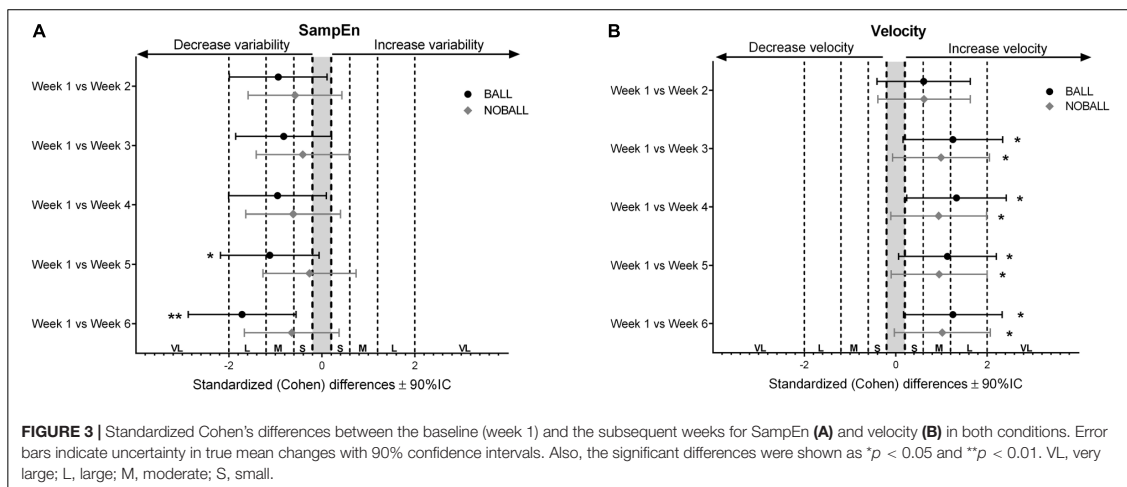 A
SampEn
Decrease variability
Increase variability
BALL
NOBALL
Week 1 vs Week 2
Week 1 vs Week 3
Week 1 vs Week 4
*
Week 1 vs Week 5
**
Week 1 vs Week 6
VL L M S S M L VL
-2 0 2
Standardized (Cohen) differences ± 90%IC
B
Velocity
Decrease velocity
Increase velocity
BALL
NOBALL
Week 1 vs Week 2
Week 1 vs Week 3
*
*
Week 1 vs Week 4
*
*
Week 1 vs Week 5
*
*
Week 1 vs Week 6
*
*
VL L M S S M L VL
-2 0 2
Standardized (Cohen) differences ± 90%IC
FIGURE 3 | Standardized Cohen's differences between the baseline (week 1) and the subsequent weeks for SampEn (A) and velocity (B) in both conditions. Error
bars indicate uncertainty in true mean changes with 90% confidence intervals. Also, the significant differences were shown as *p < 0.05 and **p < 0.01. VL, very
large; L, large; M, moderate; S, small.